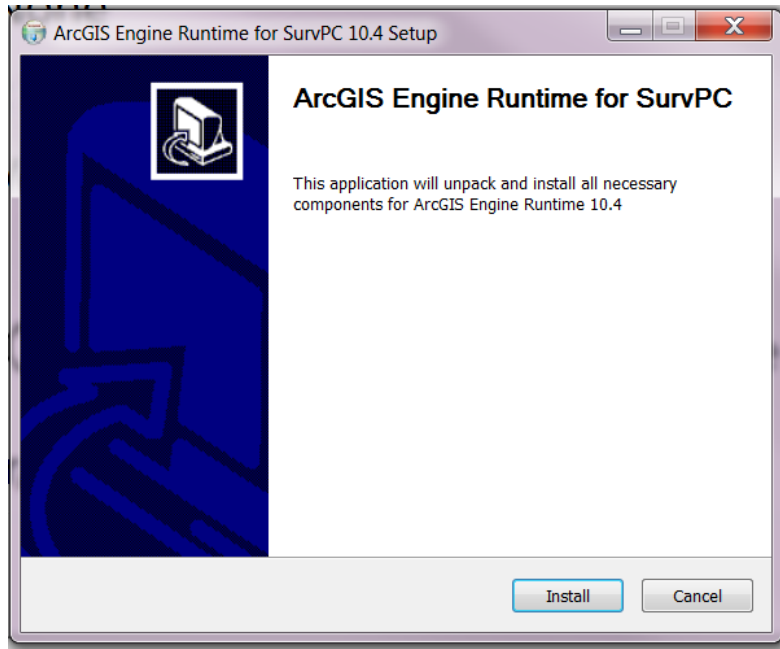 ArcGIS Engine Runtime for SurvPC 10.4 Setup
ArcGIS Engine Runtime for SurvPC
This application will unpack and install all necessary
components for ArcGIS Engine Runtime 10.4
Install
Cancel